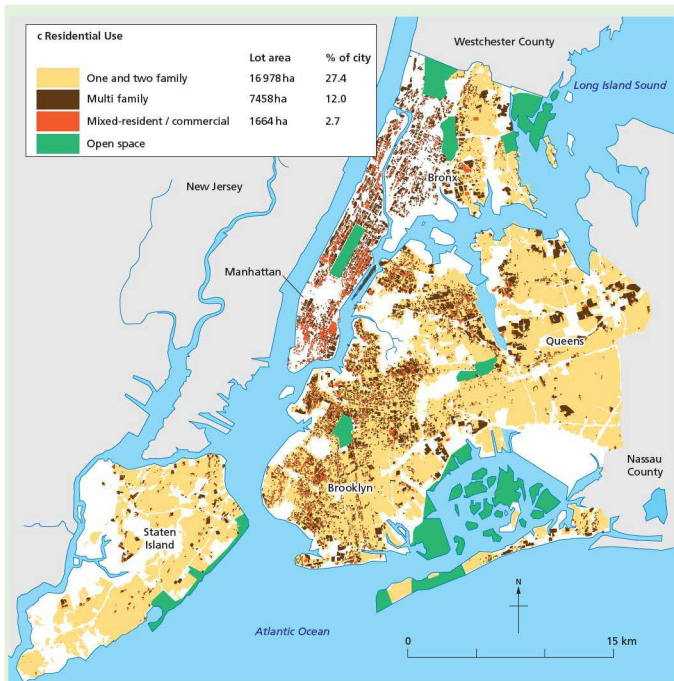 c Residential Use
Lot area % of city
One and two family 16 978 ha 27.4
Multi family 7458 ha 12.0
Mixed-resident / commercial 1664 ha 2.7
Open space
Westchester County
Long Island Sound
New Jersey
Bronx
Manhattan
Queens
Nassau
County
Brooklyn
Staten
Island
N
Atlantic Ocean
0 15 km